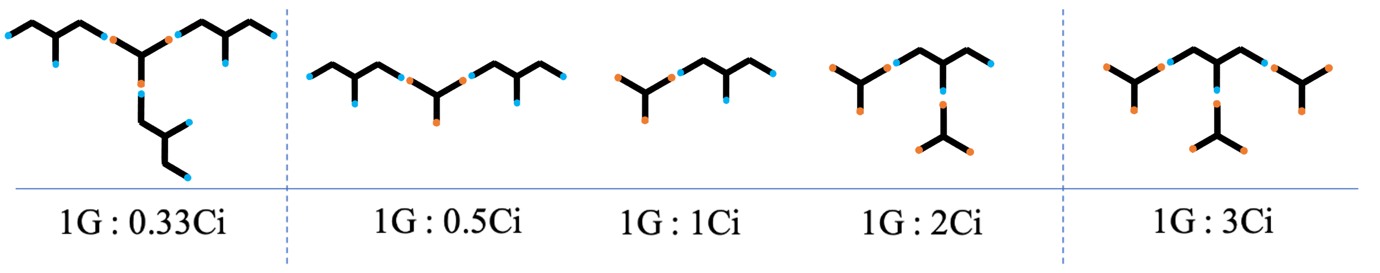 1G : 0.33Ci
1G : 0.5Ci
1G : 1Ci
1G : 2Ci
1G : 3Ci